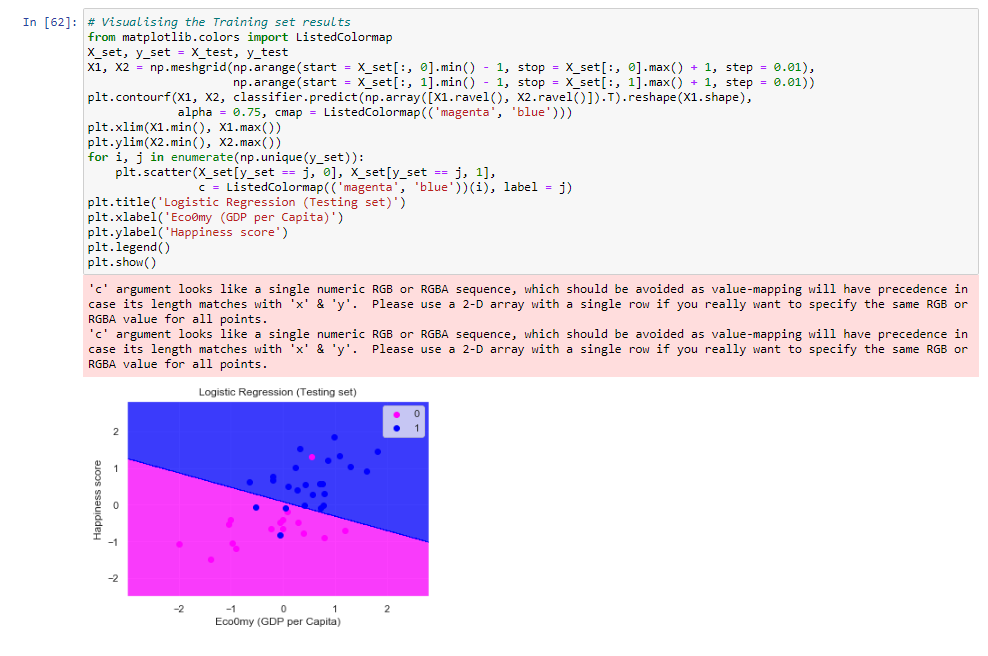 In [62]: # Visualising the Training set results
from matplotlib.colors import ListedColormap
X_set, y_set = X_test, y_test
X1, X2 = np.meshgrid(np.arange(start = X_set[:, 0].min() - 1, stop = X_set[:, 0].max() + 1, step = 0.01),
np.arange(start = X_set[:, 1].min() - 1, stop = X_set[:, 1].max() + 1, step = 0.01))
plt.contourf(X1, X2, classifier.predict(np.array([X1.ravel(), X2.ravel()]).T).reshape(X1.shape),
alpha = 0.75, cmap = ListedColormap(('magenta', 'blue')))
plt.xlim(X1.min(), X1.max())
plt.ylim(X2.min(), X2.max())
for i, j in enumerate(np.unique(y_set)):
plt.scatter(X_set[y_set == j, 0], X_set[y_set == j, 1],
c = ListedColormap(('magenta', 'blue'))(i), label = j)
plt.title('Logistic Regression (Testing set)')
plt.xlabel('Eco0my (GDP per Capita)')
plt.ylabel('Happiness score')
plt.legend()
plt.show()
'c' argument looks like a single numeric RGB or RGBA sequence, which should be avoided as value-mapping will have precedence in
case its length matches with 'x' & 'y'.  Please use a 2-D array with a single row if you really want to specify the same RGB or
RGBA value for all points.
'c' argument looks like a single numeric RGB or RGBA sequence, which should be avoided as value-mapping will have precedence in
case its length matches with 'x' & 'y'.  Please use a 2-D array with a single row if you really want to specify the same RGB or
RGBA value for all points.
Logistic Regression (Testing set)
0
1
2
1
0
−1
−2
Happiness score
−2 −1 0 1 2
Eco0my (GDP per Capita)